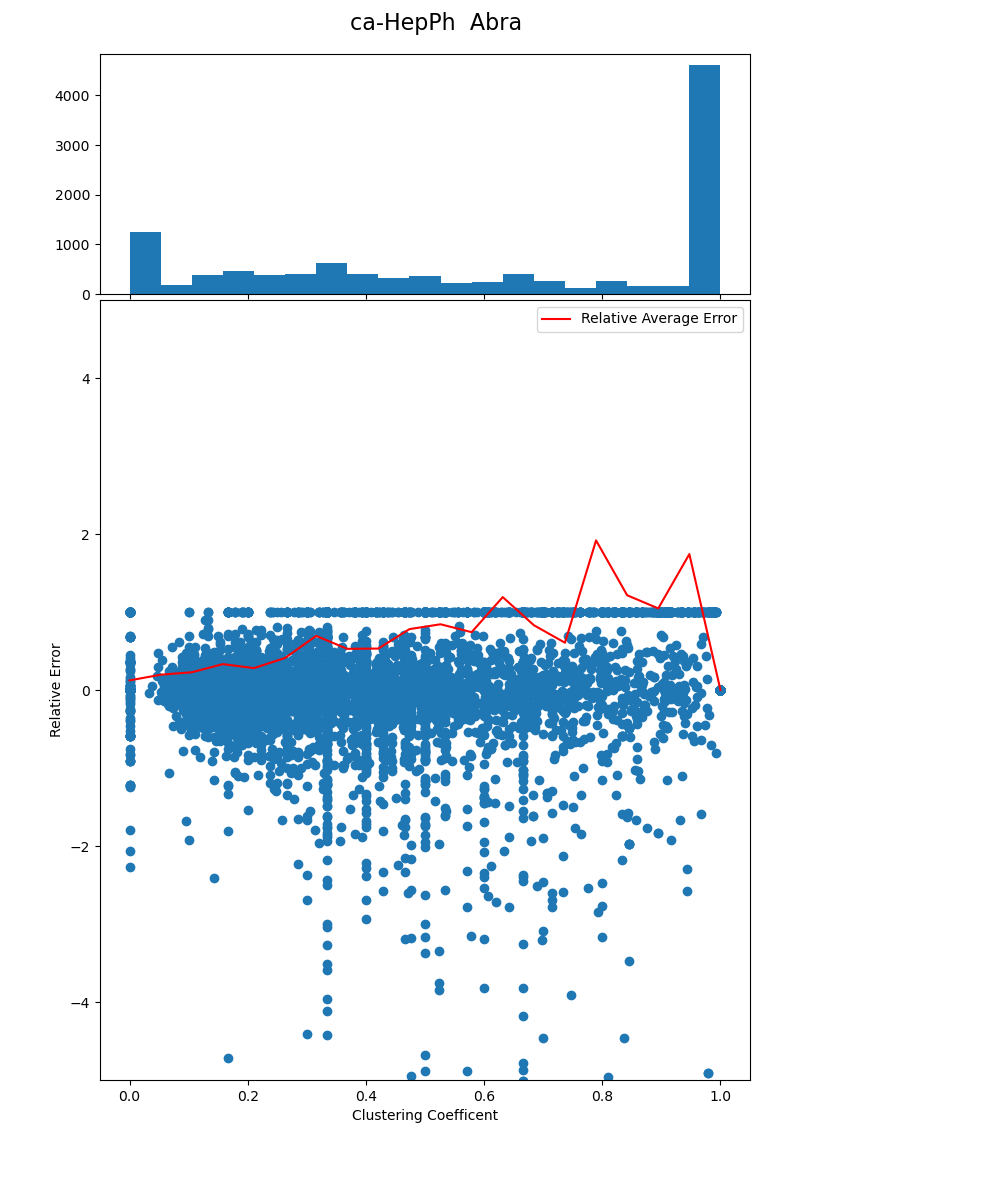 ca-HepPh  Abra
4000
3000
2000
1000
0
Relative Average Error
4
2
0
−2
−4
Relative Error
0.0 0.2 0.4 0.6 0.8 1.0
Clustering Coefficent